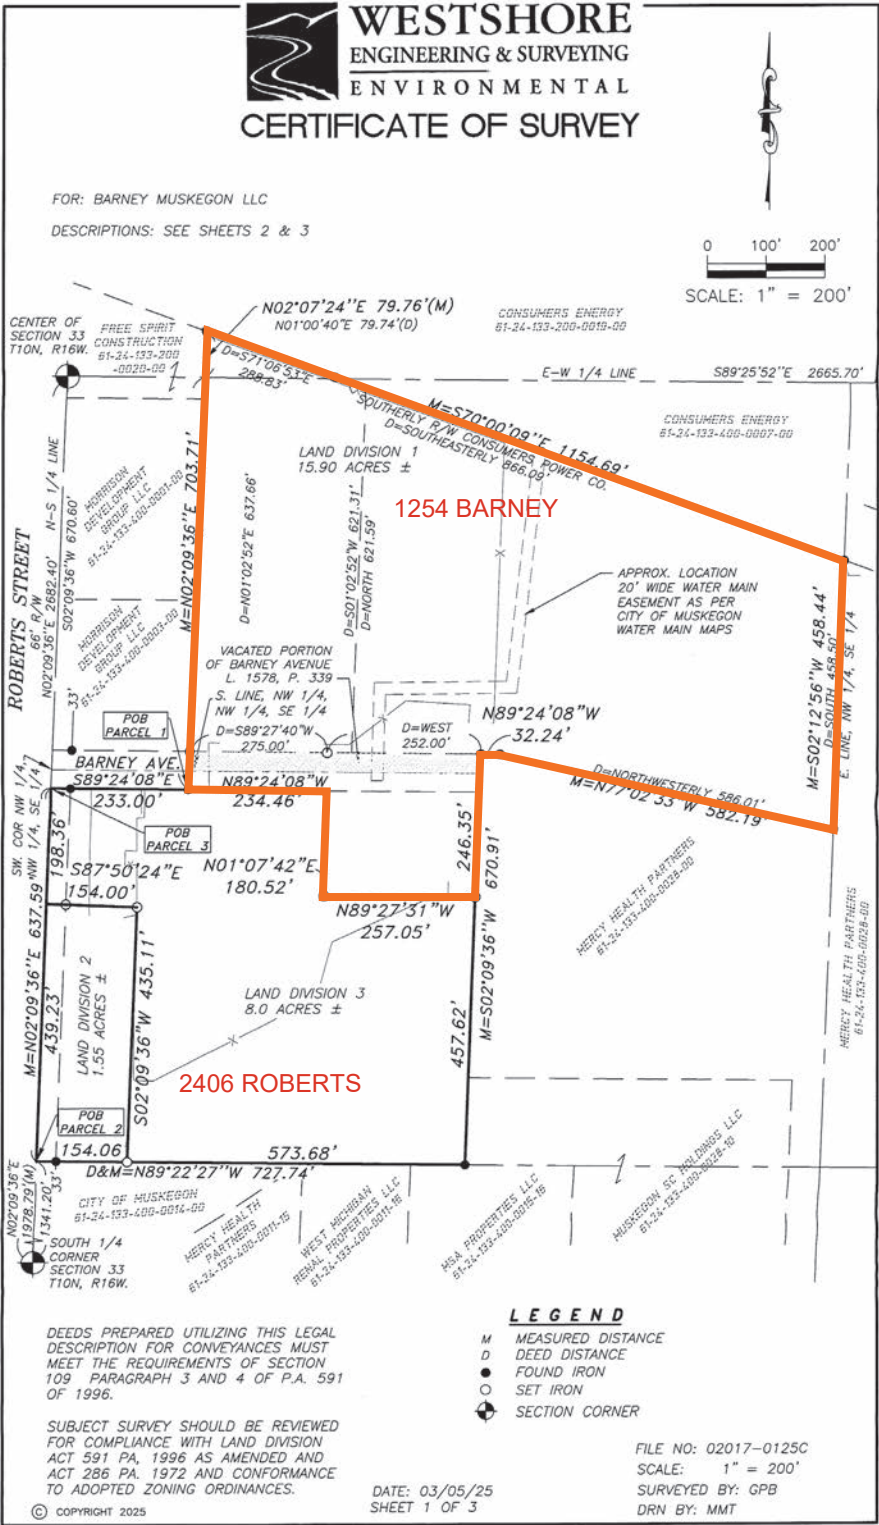 WESTSHORE
ENGINEERING & SURVEYING
ENVIRONMENTAL
CERTIFICATE OF SURVEY
FOR: BARNEY MUSKEGON LLC
DESCRIPTIONS: SEE SHEETS 2 & 3
0 100' 200'
SCALE: 1" = 200'
N02°07'24"E 79.76'(M)
N01°00'40"E 79.74'(D)
CONSUMERS ENERGY
61-24-133-200-0019-00
CENTER OF
SECTION 33
T10N, R16W.
FREE SPIRIT
CONSTRUCTION
61-24-133-200
-0020-00
D=S71°06'53"E
288.83'
E-W 1/4 LINE
S89°25'52"E 2665.70'
M=S70°00'09"E 1154.69'
SOUTHERLY R/W CONSUMERS POWER CO.
D=SOUTHEASTERLY 866.09'
CONSUMERS ENERGY
61-24-133-400-0007-00
LAND DIVISION 1
15.90 ACRES ±
1254 BARNEY
ROBERTS STREET
66' R/W
N02°09'36"E 2682.40' N-S 1/4 LINE
S02°09'36"W 670.60'
MORRISON
DEVELOPMENT
GROUP LLC
61-24-133-400-0001-00
M=N02°09'36"E 703.71'
D=N01°02'52"E 637.66'
D=S01°02'52"W 621.31'
D=NORTH 621.59'
APPROX. LOCATION
20' WIDE WATER MAIN
EASEMENT AS PER
CITY OF MUSKEGON
WATER MAIN MAPS
MORRISON
DEVELOPMENT
GROUP LLC
61-24-133-400-0003-00
M=S02°12'56"W 458.44'
D=SOUTH 458.50'
E. LINE, NW 1/4, SE 1/4
VACATED PORTION
OF BARNEY AVENUE
L. 1578, P. 339
S. LINE, NW 1/4,
NW 1/4, SE 1/4
33'
POB
PARCEL 1
D=S89°27'40"W
275.00'
D=WEST
252.00'
N89°24'08"W
32.24'
BARNEY AVE.
S89°24'08"E
233.00'
N89°24'08"W
234.46'
D=NORTHWESTERLY 586.01'
M=N77°02'33"W 582.19'
SW. COR NW 1/4,
NW 1/4, SE 1/4
198.36'
POB
PARCEL 3
S87°50'24"E
154.00'
N01°07'42"E
180.52'
246.35'
M=S02°09'36"W 670.91'
N89°27'31"W
257.05'
MERCY HEALTH PARTNERS
61-24-133-400-0028-00
MERCY HEALTH PARTNERS
61-24-133-400-0028-00
M=N02°09'36"E 637.59'
439.23'
LAND DIVISION 2
1.55 ACRES ±
S02°09'36"W 435.11'
LAND DIVISION 3
8.0 ACRES ±
457.62'
2406 ROBERTS
POB
PARCEL 2
154.06
573.68'
D&M=N89°22'27"W 727.74'
N02°09'36"E
1978.79'(M)
1341.20'
33'
CITY OF MUSKEGON
61-24-133-400-0014-00
SOUTH 1/4
CORNER
SECTION 33
T10N, R16W.
MERCY HEALTH
PARTNERS
61-24-133-400-0011-15
WEST MICHIGAN
RENAL PROPERTIES LLC
61-24-133-400-0011-16
MSA PROPERTIES LLC
61-24-133-400-0010-15
MUSKEGON SC HOLDINGS LLC
61-24-133-400-0028-10
LEGEND
M MEASURED DISTANCE
D DEED DISTANCE
FOUND IRON
SET IRON
SECTION CORNER
DEEDS PREPARED UTILIZING THIS LEGAL
DESCRIPTION FOR CONVEYANCES MUST
MEET THE REQUIREMENTS OF SECTION
109 PARAGRAPH 3 AND 4 OF P.A. 591
OF 1996.
SUBJECT SURVEY SHOULD BE REVIEWED
FOR COMPLIANCE WITH LAND DIVISION
ACT 591 PA, 1996 AS AMENDED AND
ACT 286 PA. 1972 AND CONFORMANCE
TO ADOPTED ZONING ORDINANCES.
© COPYRIGHT 2025
DATE: 03/05/25
SHEET 1 OF 3
FILE NO: 02017-0125C
SCALE: 1" = 200'
SURVEYED BY: GPB
DRN BY: MMT